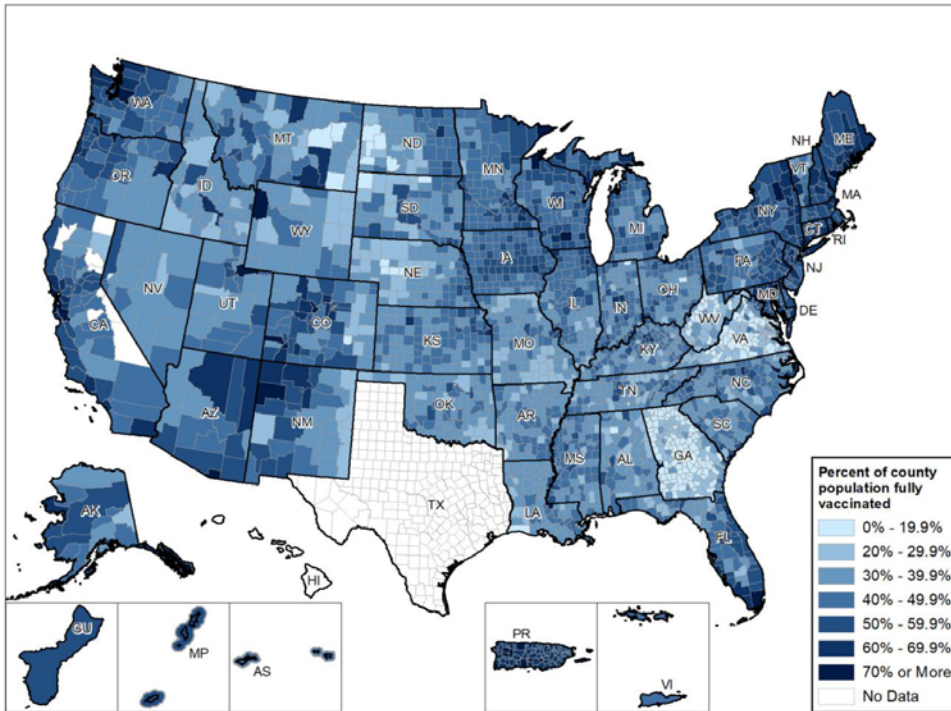 WA
MT
ND
MN
OR
ID
WY
SD
WI
MI
NH
VT
ME
MA
NY
CT
RI
PA
NJ
IA
NE
NV
UT
CO
CA
IL
IN
OH
MD
DE
WV
VA
KS
MO
KY
AZ
NM
OK
AR
TN
NC
SC
MS
AL
GA
TX
LA
FL
AK
HI
GU
MP
AS
PR
VI
Percent of county
population fully
vaccinated
0% - 19.9%
20% - 29.9%
30% - 39.9%
40% - 49.9%
50% - 59.9%
60% - 69.9%
70% or More
No Data